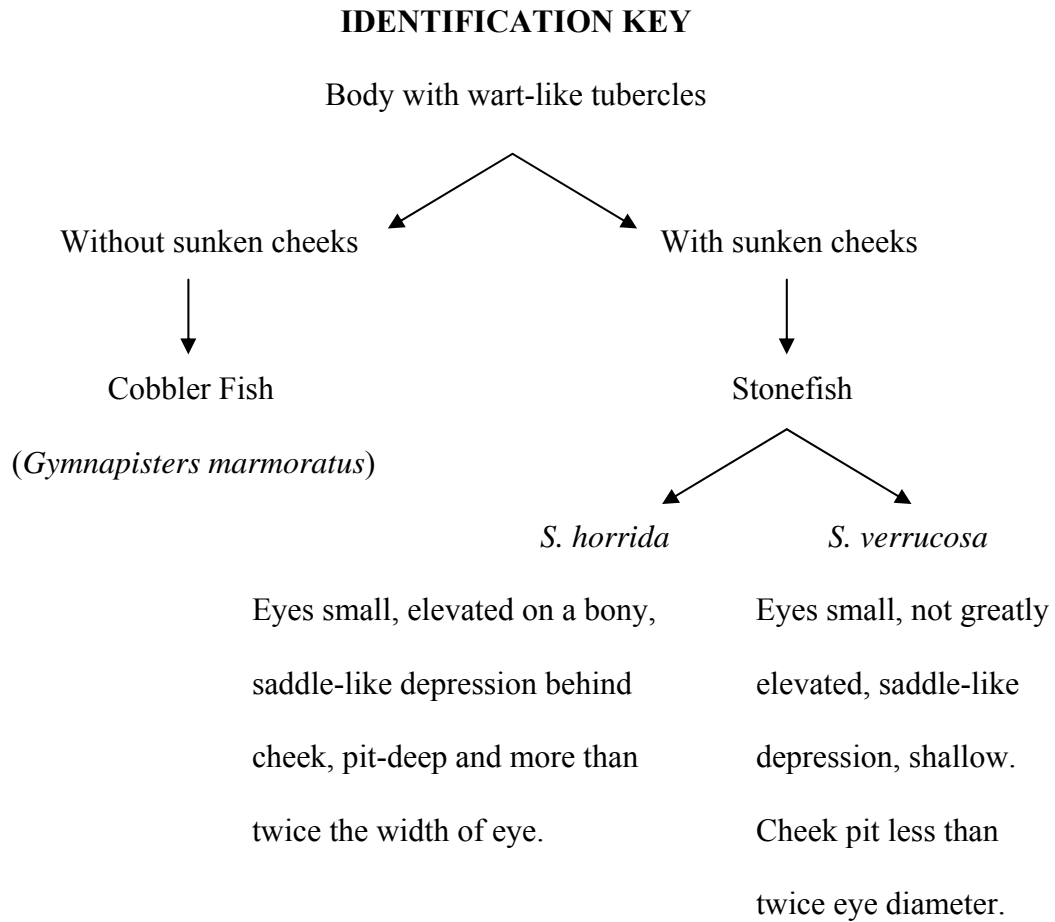 IDENTIFICATION KEY
Body with wart-like tubercles
Without sunken cheeks
With sunken cheeks
Cobbler Fish
Stonefish
(Gymnapisters marmoratus)
S. horrida
S. verrucosa
Eyes small, elevated on a bony,
saddle-like depression behind
cheek, pit-deep and more than
twice the width of eye.
Eyes small, not greatly
elevated, saddle-like
depression, shallow.
Cheek pit less than
twice eye diameter.